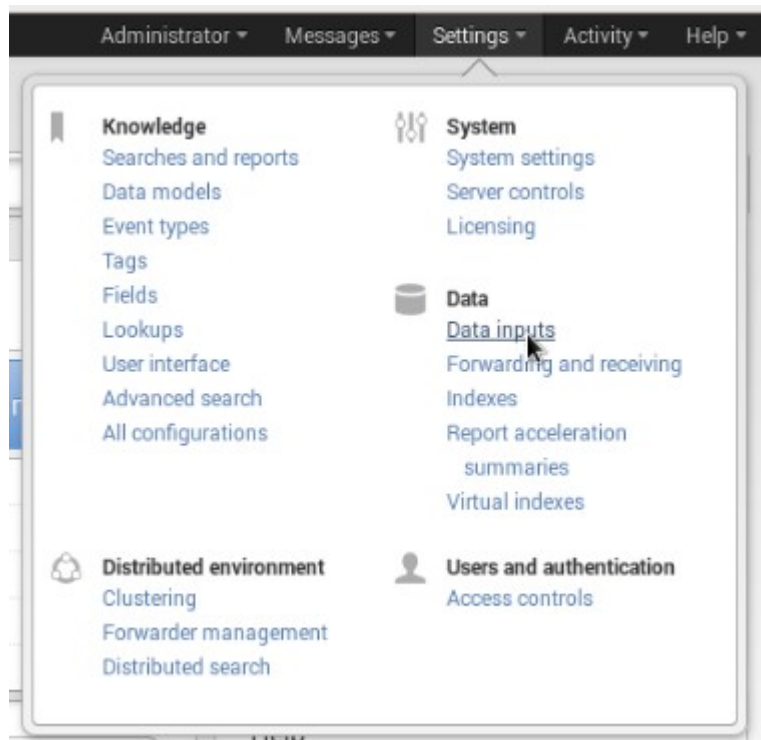 Administrator Messages Settings Activity Help
Knowledge
Searches and reports
Data models
Event types
Tags
Fields
Lookups
User interface
Advanced search
All configurations
System
System settings
Server controls
Licensing
Data
Data inputs
Forwarding and receiving
Indexes
Report acceleration
summaries
Virtual indexes
Distributed environment
Clustering
Forwarder management
Distributed search
Users and authentication
Access controls